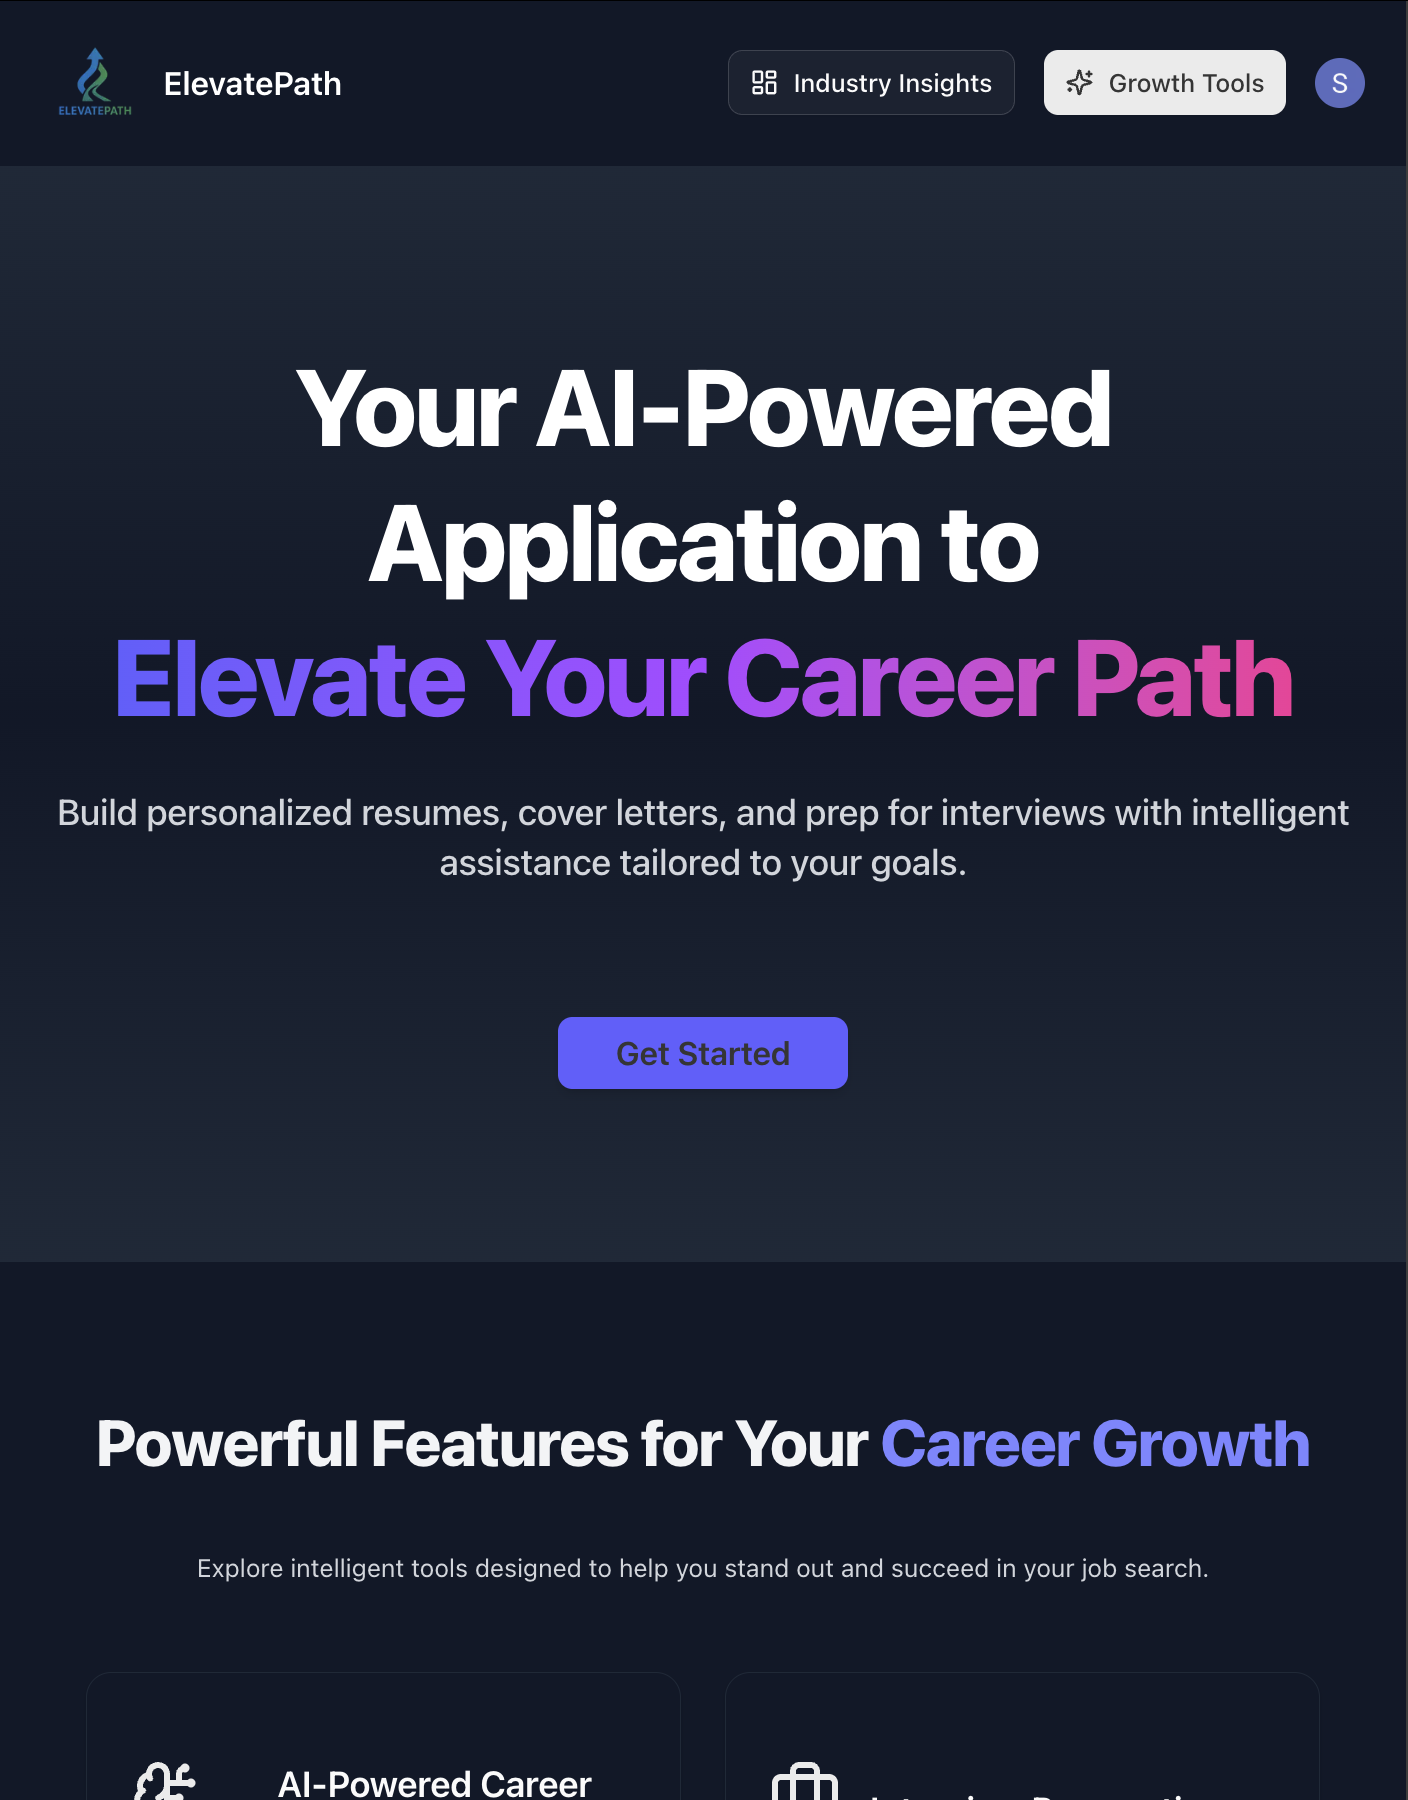 ELEVATEPATH
ElevatePath
Industry Insights
Growth Tools
S
Your AI-Powered
Application to
Elevate Your Career Path
Build personalized resumes, cover letters, and prep for interviews with intelligent
assistance tailored to your goals.
Get Started
Powerful Features for Your Career Growth
Explore intelligent tools designed to help you stand out and succeed in your job search.
AI-Powered Career